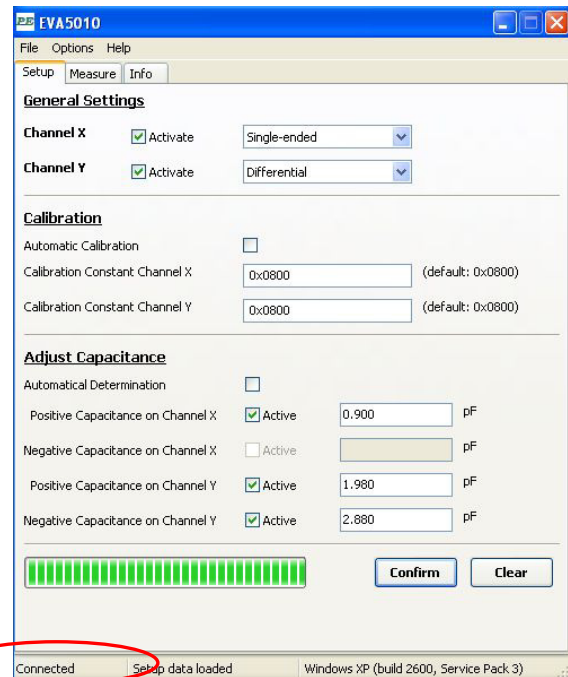 PE EVA5010
File Options Help
Setup Measure Info
General Settings
Channel X Activate Single-ended
Channel Y Activate Differential
Calibration
Automatic Calibration
Calibration Constant Channel X 0x0800 (default: 0x0800)
Calibration Constant Channel Y 0x0800 (default: 0x0800)
Adjust Capacitance
Automatical Determination
Positive Capacitance on Channel X Active 0.900 pF
Negative Capacitance on Channel X Active pF
Positive Capacitance on Channel Y Active 1.980 pF
Negative Capacitance on Channel Y Active 2.880 pF
Confirm Clear
Connected Setup data loaded Windows XP (build 2600, Service Pack 3)